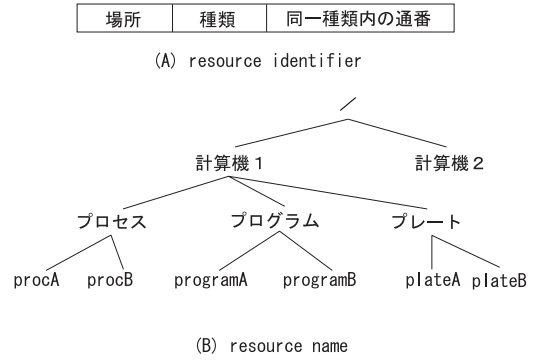 場所 種類 同一種類内の通番
(A) resource identifier
/
計算機1 計算機2
プロセス プログラム プレート
procA procB programA programB plateA plateB
(B) resource name